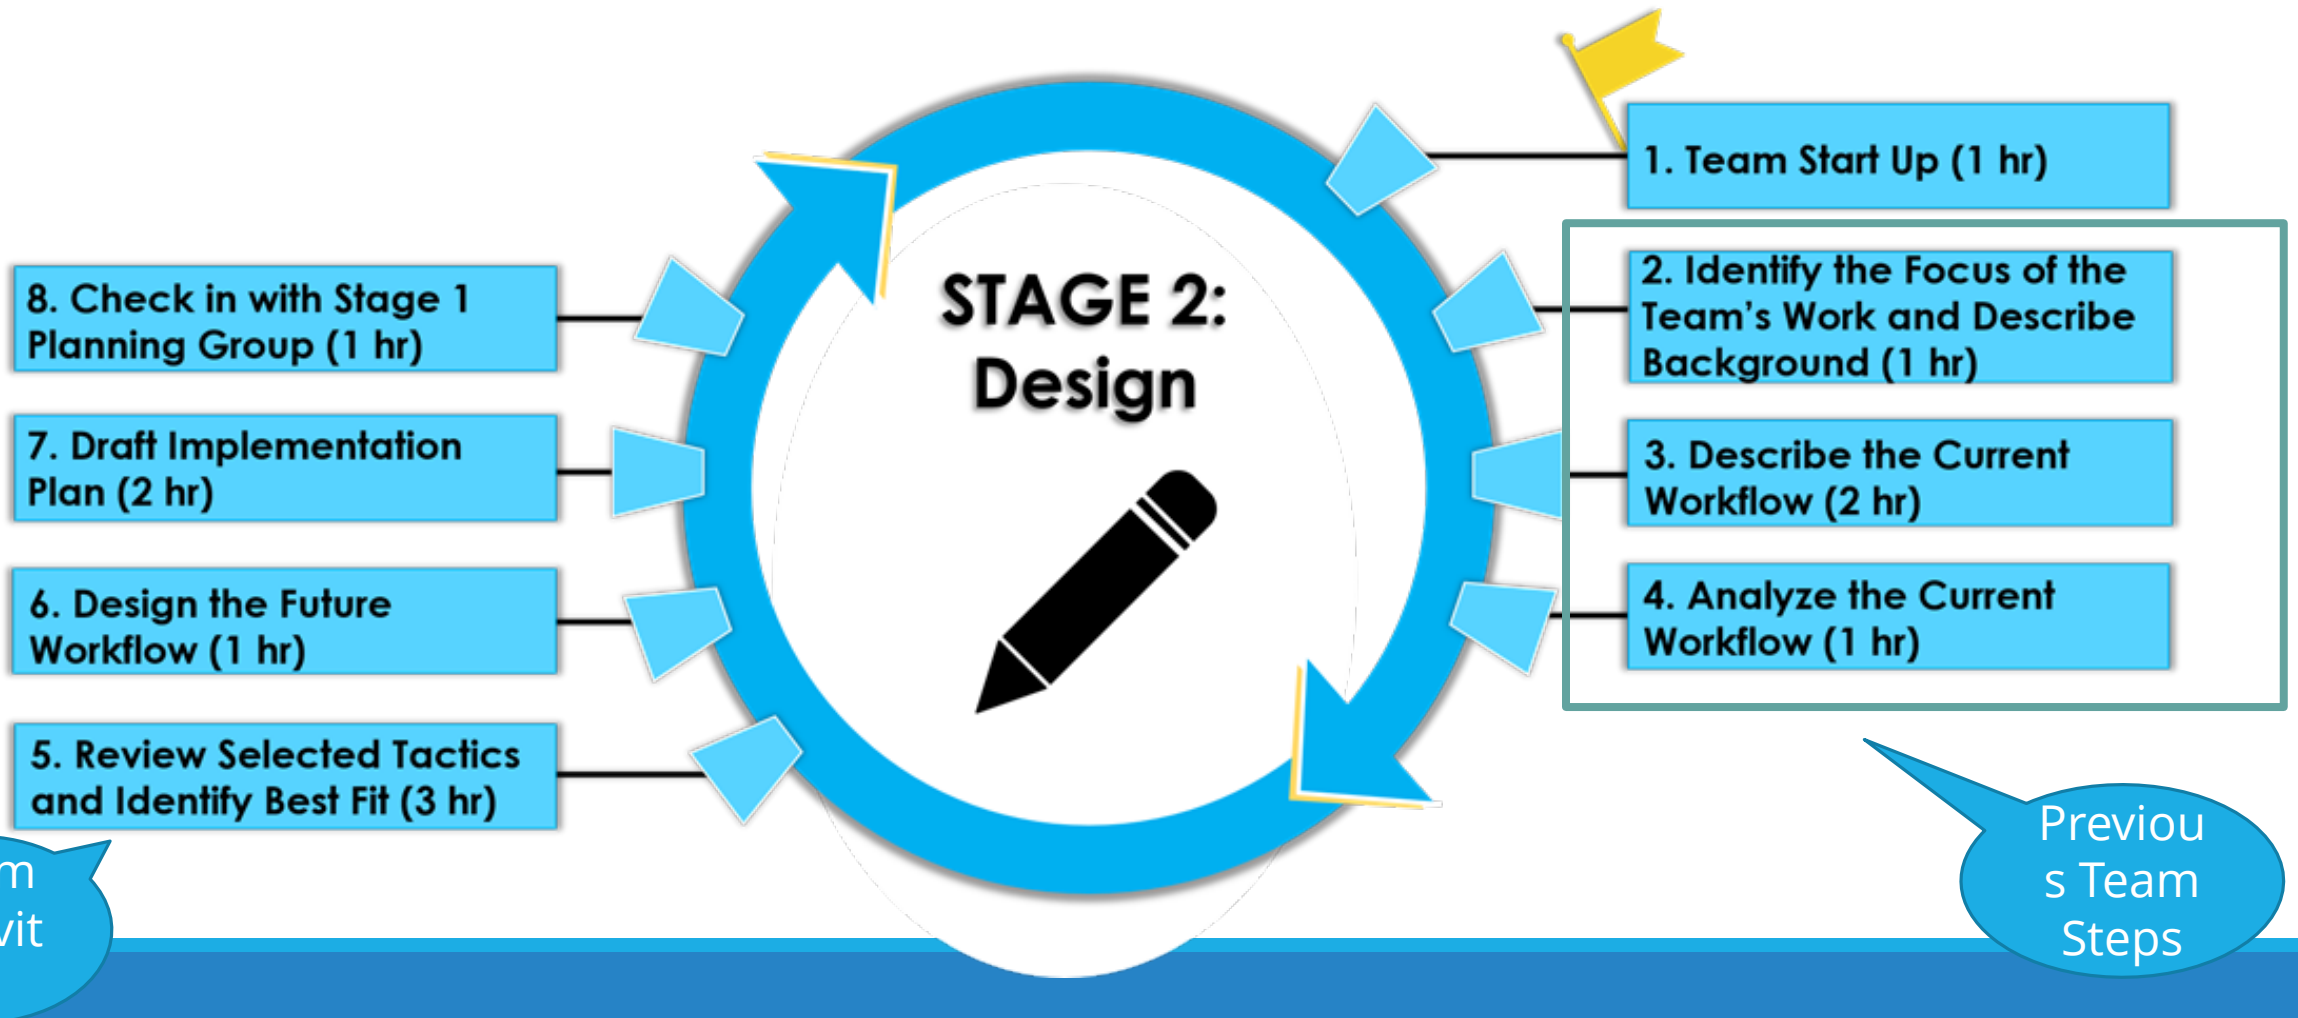 STAGE 2:
Design
1. Team Start Up (1 hr)
2. Identify the Focus of the
Team's Work and Describe
Background (1 hr)
3. Describe the Current
Workflow (2 hr)
4. Analyze the Current
Workflow (1 hr)
5. Review Selected Tactics
and Identify Best Fit (3 hr)
6. Design the Future
Workflow (1 hr)
7. Draft Implementation
Plan (2 hr)
8. Check in with Stage 1
Planning Group (1 hr)
Previou
s Team
Steps